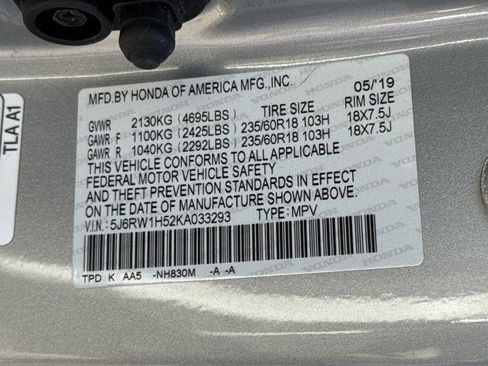 MFD.BY HONDA OF AMERICA MFG.,INC. 05/'19
GVWR 2130KG (4695LBS) TIRE SIZE RIM SIZE
GAWR F 1100KG (2425LBS) 235/60R18 103H 18X7.5J
GAWR R 1040KG (2292LBS) 235/60R18 103H 18X7.5J
THIS VEHICLE CONFORMS TO ALL APPLICABLE
FEDERAL MOTOR VEHICLE SAFETY AND
THEFT PREVENTION STANDARDS IN EFFECT
ON THE DATE OF MANUFACTURE SHOWN ABOVE.
V.I.N.: 5J6RW1H52KA033293 TYPE: MPV
TPD K AA5 -NH830M -A -A
TLA A1